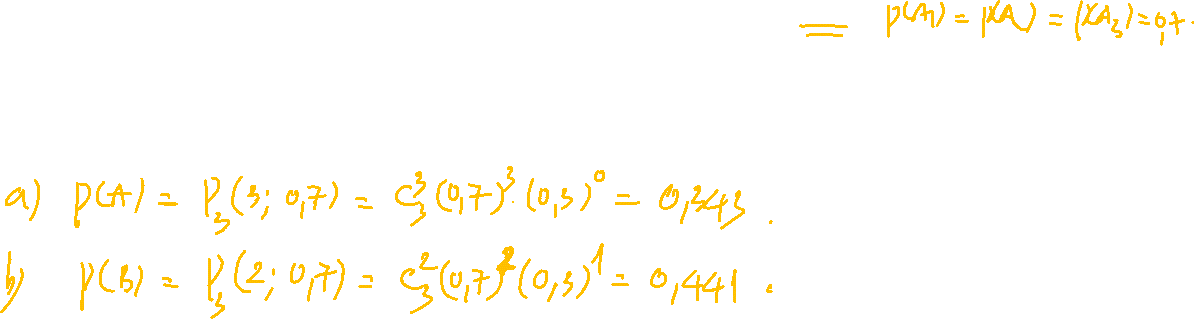 = P(A₁) = P(A₂) = P(A₃) = 0,7.
a) P(A) = P₃(3; 0,7) = C₃³(0,7)³.(0,3)⁰ = 0,343.
b) P(B) = P₃(2; 0,7) = C₃²(0,7)²(0,3)¹ = 0,441.